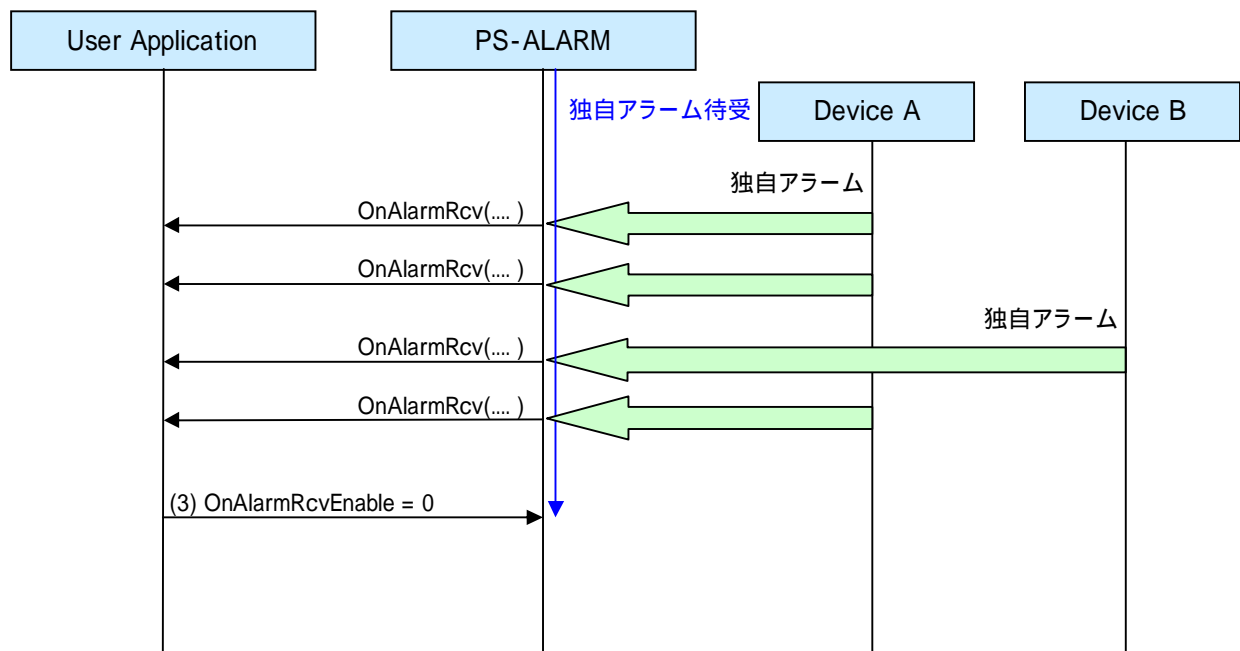 User Application
PS-ALARM
独自アラーム待受
Device A
Device B
独自アラーム
OnAlarmRcv(.... )
OnAlarmRcv(.... )
独自アラーム
OnAlarmRcv(.... )
OnAlarmRcv(.... )
(3) OnAlarmRcvEnable = 0